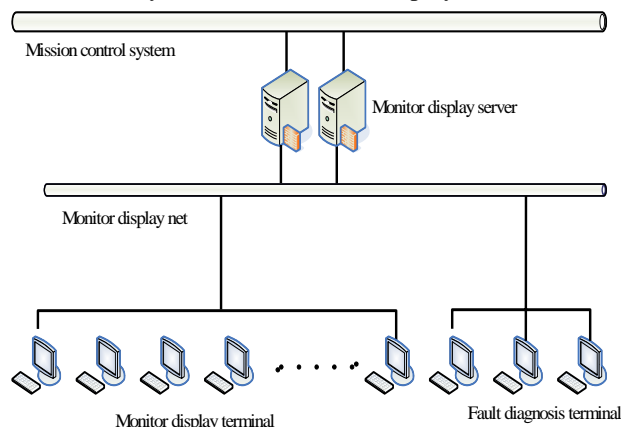 Mission control system
Monitor display server
Monitor display net
Monitor display terminal
Fault diagnosis terminal